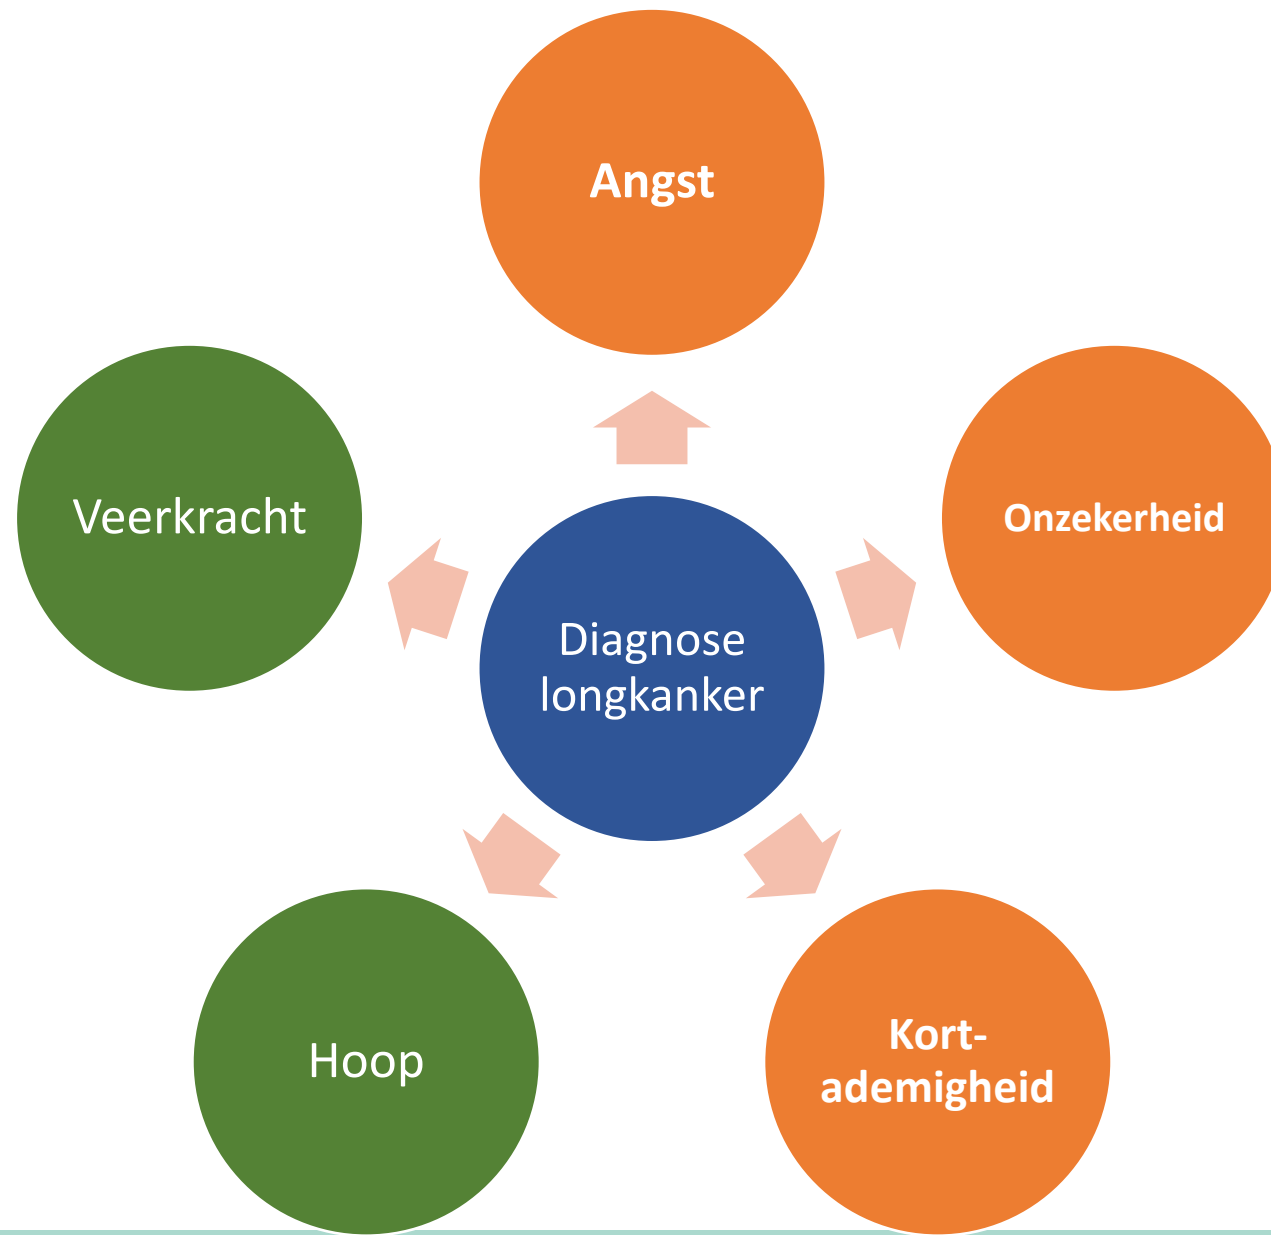 Angst
Veerkracht
Onzekerheid
Diagnose
longkanker
Hoop
Kort-
ademigheid